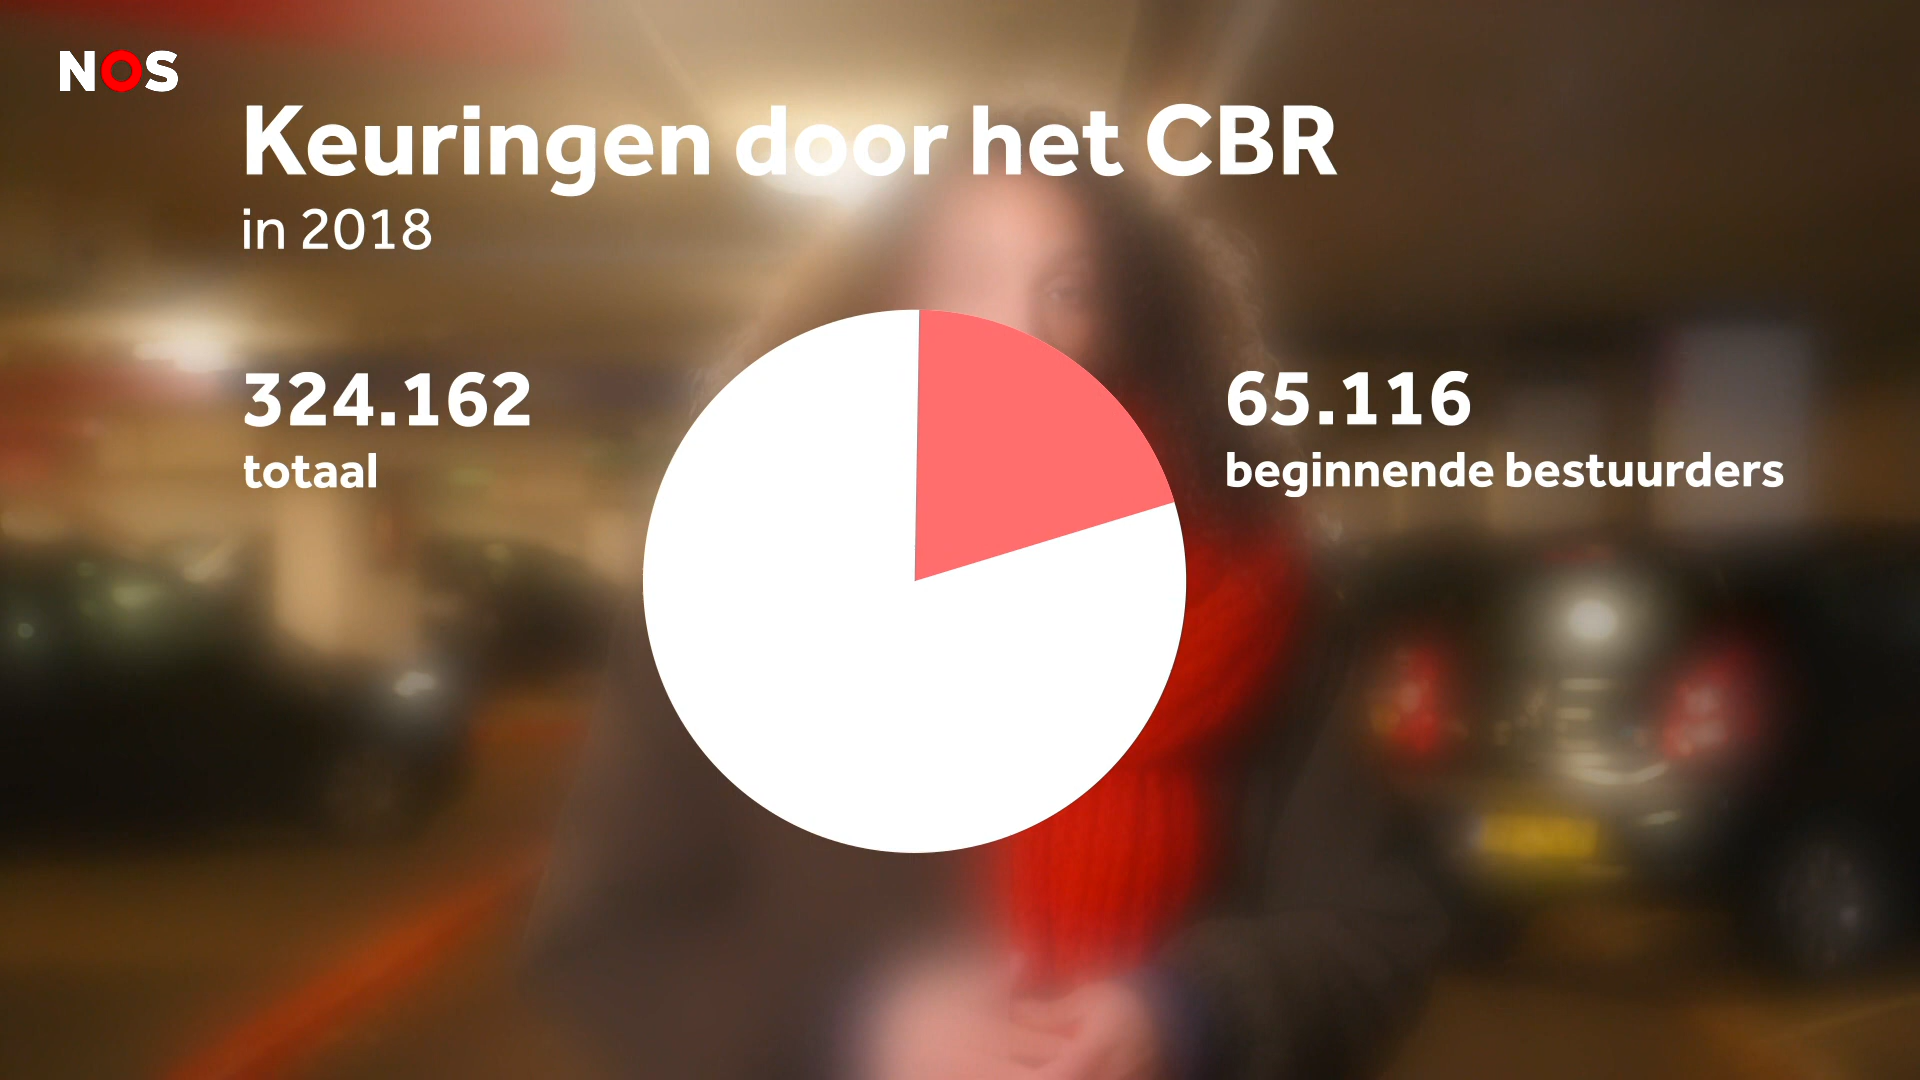 NOS
Keuringen door het CBR
in 2018
324.162
totaal
65.116
beginnende bestuurders